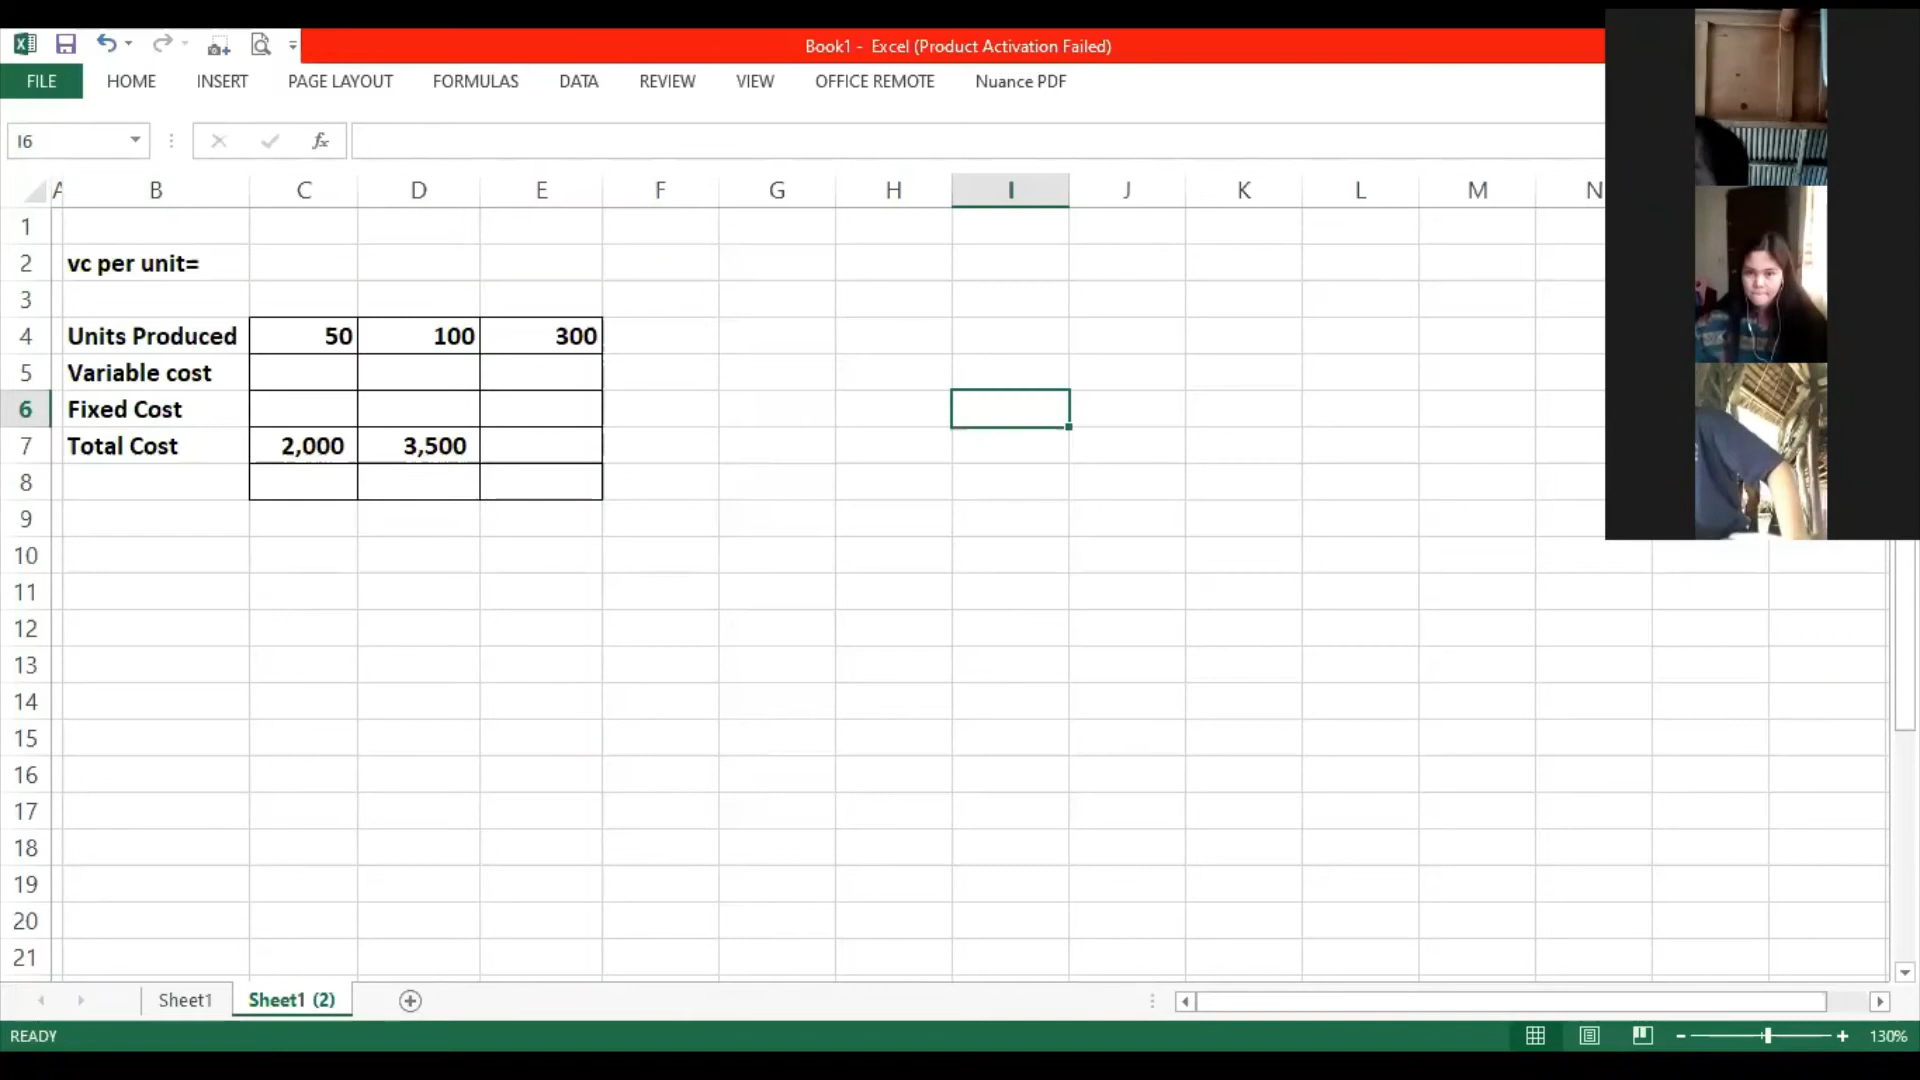 Book1 - Excel (Product Activation Failed)
FILE HOME INSERT PAGE LAYOUT FORMULAS DATA REVIEW VIEW OFFICE REMOTE Nuance PDF
I6 fx
A B C D E F G H I J K L M N
1
2 vc per unit=
3
4 Units Produced 50 100 300
5 Variable cost
6 Fixed Cost
7 Total Cost 2,000 3,500
8
9
10
11
12
13
14
15
16
17
18
19
20
21
Sheet1 Sheet1 (2)
READY 130%